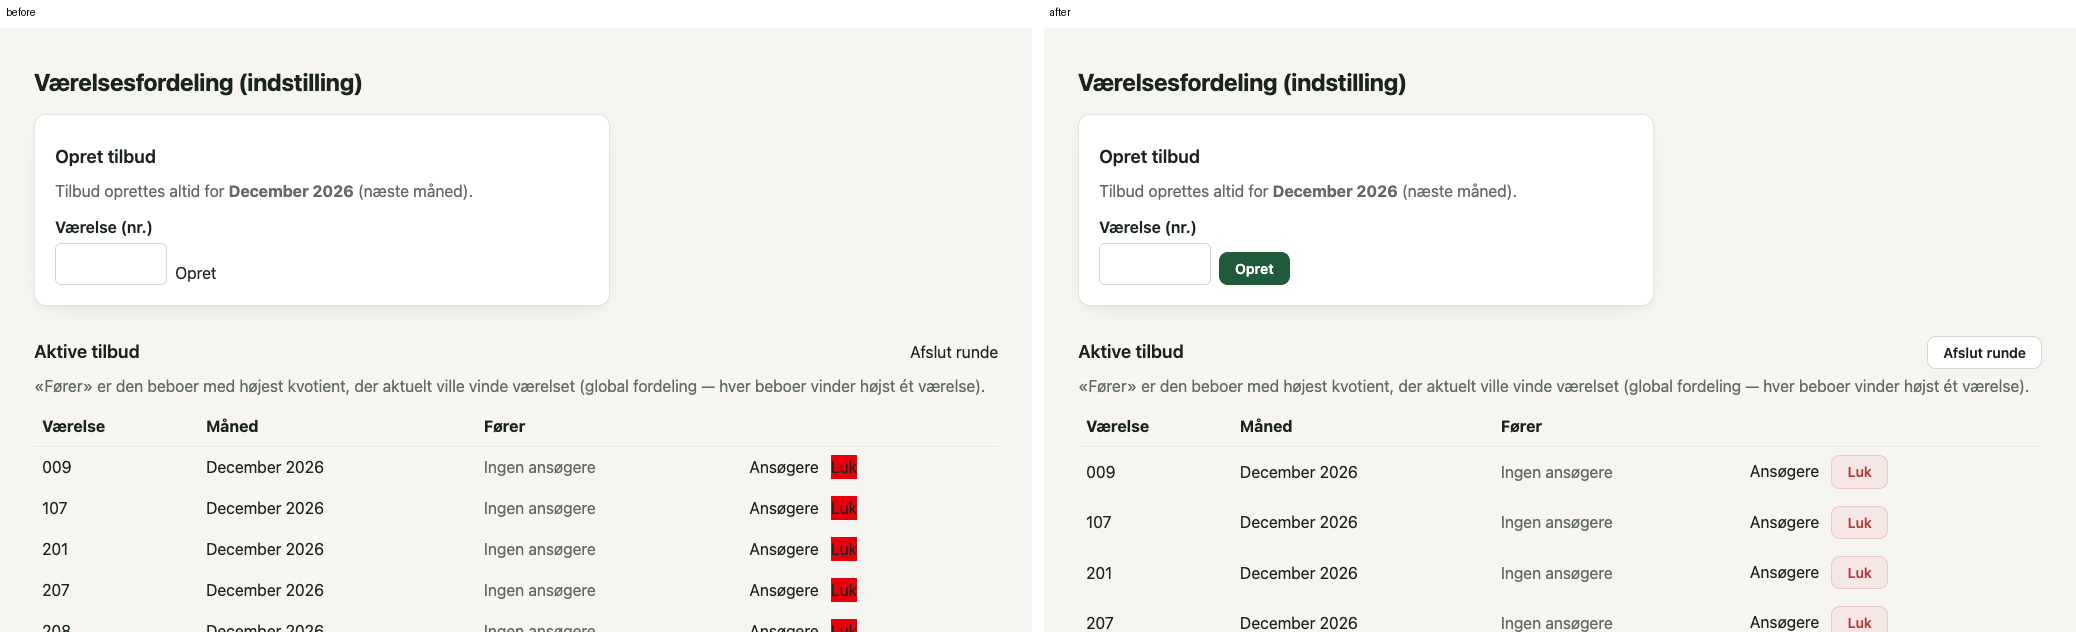 before
Værelsesfordeling (indstilling)
Opret tilbud
Tilbud oprettes altid for December 2026 (næste måned).
Værelse (nr.)
Opret
Aktive tilbud Afslut runde
«Fører» er den beboer med højest kvotient, der aktuelt ville vinde værelset (global fordeling — hver beboer vinder højst ét værelse).
Værelse Måned Fører
009 December 2026 Ingen ansøgere Ansøgere Luk
107 December 2026 Ingen ansøgere Ansøgere Luk
201 December 2026 Ingen ansøgere Ansøgere Luk
207 December 2026 Ingen ansøgere Ansøgere Luk
208 December 2026 Ingen ansøgere Ansøgere Luk
after
Værelsesfordeling (indstilling)
Opret tilbud
Tilbud oprettes altid for December 2026 (næste måned).
Værelse (nr.)
Opret
Aktive tilbud Afslut runde
«Fører» er den beboer med højest kvotient, der aktuelt ville vinde værelset (global fordeling — hver beboer vinder højst ét værelse).
Værelse Måned Fører
009 December 2026 Ingen ansøgere Ansøgere Luk
107 December 2026 Ingen ansøgere Ansøgere Luk
201 December 2026 Ingen ansøgere Ansøgere Luk
207 December 2026 Ingen ansøgere Ansøgere Luk